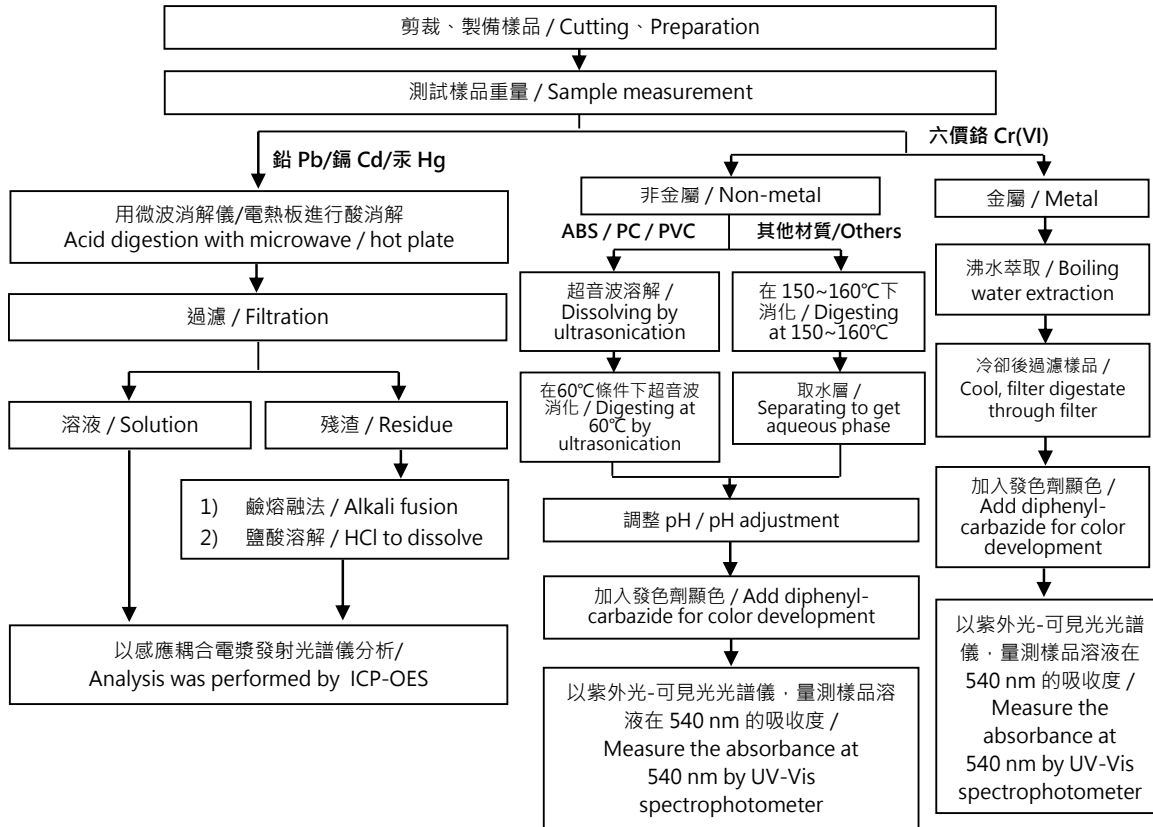 剪裁、製備樣品 / Cutting、Preparation
測試樣品重量 / Sample measurement
鉛 Pb/鎘 Cd/汞 Hg
六價鉻 Cr(VI)
用微波消解儀/電熱板進行酸消解
Acid digestion with microwave / hot plate
過濾 / Filtration
溶液 / Solution
殘渣 / Residue
1) 鹼熔融法 / Alkali fusion
2) 鹽酸溶解 / HCl to dissolve
以感應耦合電漿發射光譜儀分析/
Analysis was performed by ICP-OES
非金屬 / Non-metal
ABS / PC / PVC
其他材質/Others
超音波溶解 /
Dissolving by
ultrasonication
在60℃條件下超音波
消化 / Digesting at
60℃ by
ultrasonication
在 150~160℃下
消化 / Digesting
at 150~160℃
取水層 /
Separating to get
aqueous phase
調整 pH / pH adjustment
加入發色劑顯色 / Add diphenyl-
carbazide for color development
以紫外光-可見光光譜儀，量測樣品溶
液在 540 nm 的吸收度 /
Measure the absorbance at
540 nm by UV-Vis
spectrophotometer
金屬 / Metal
沸水萃取 / Boiling
water extraction
冷卻後過濾樣品 /
Cool, filter digestate
through filter
加入發色劑顯色 /
Add diphenyl-
carbazide for color
development
以紫外光-可見光光譜
儀，量測樣品溶液在
540 nm 的吸收度 /
Measure the
absorbance at
540 nm by UV-Vis
spectrophotometer